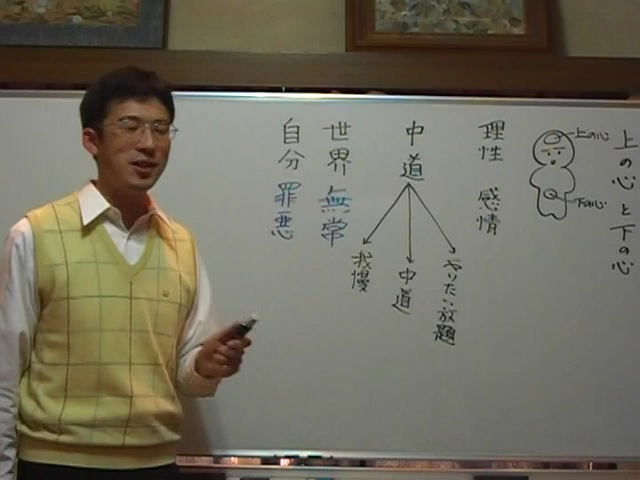 上の心と下の心
上の心
下の心
理性 感情
中道
やりたい放題
中道
我慢
世界 無常
自分 罪悪